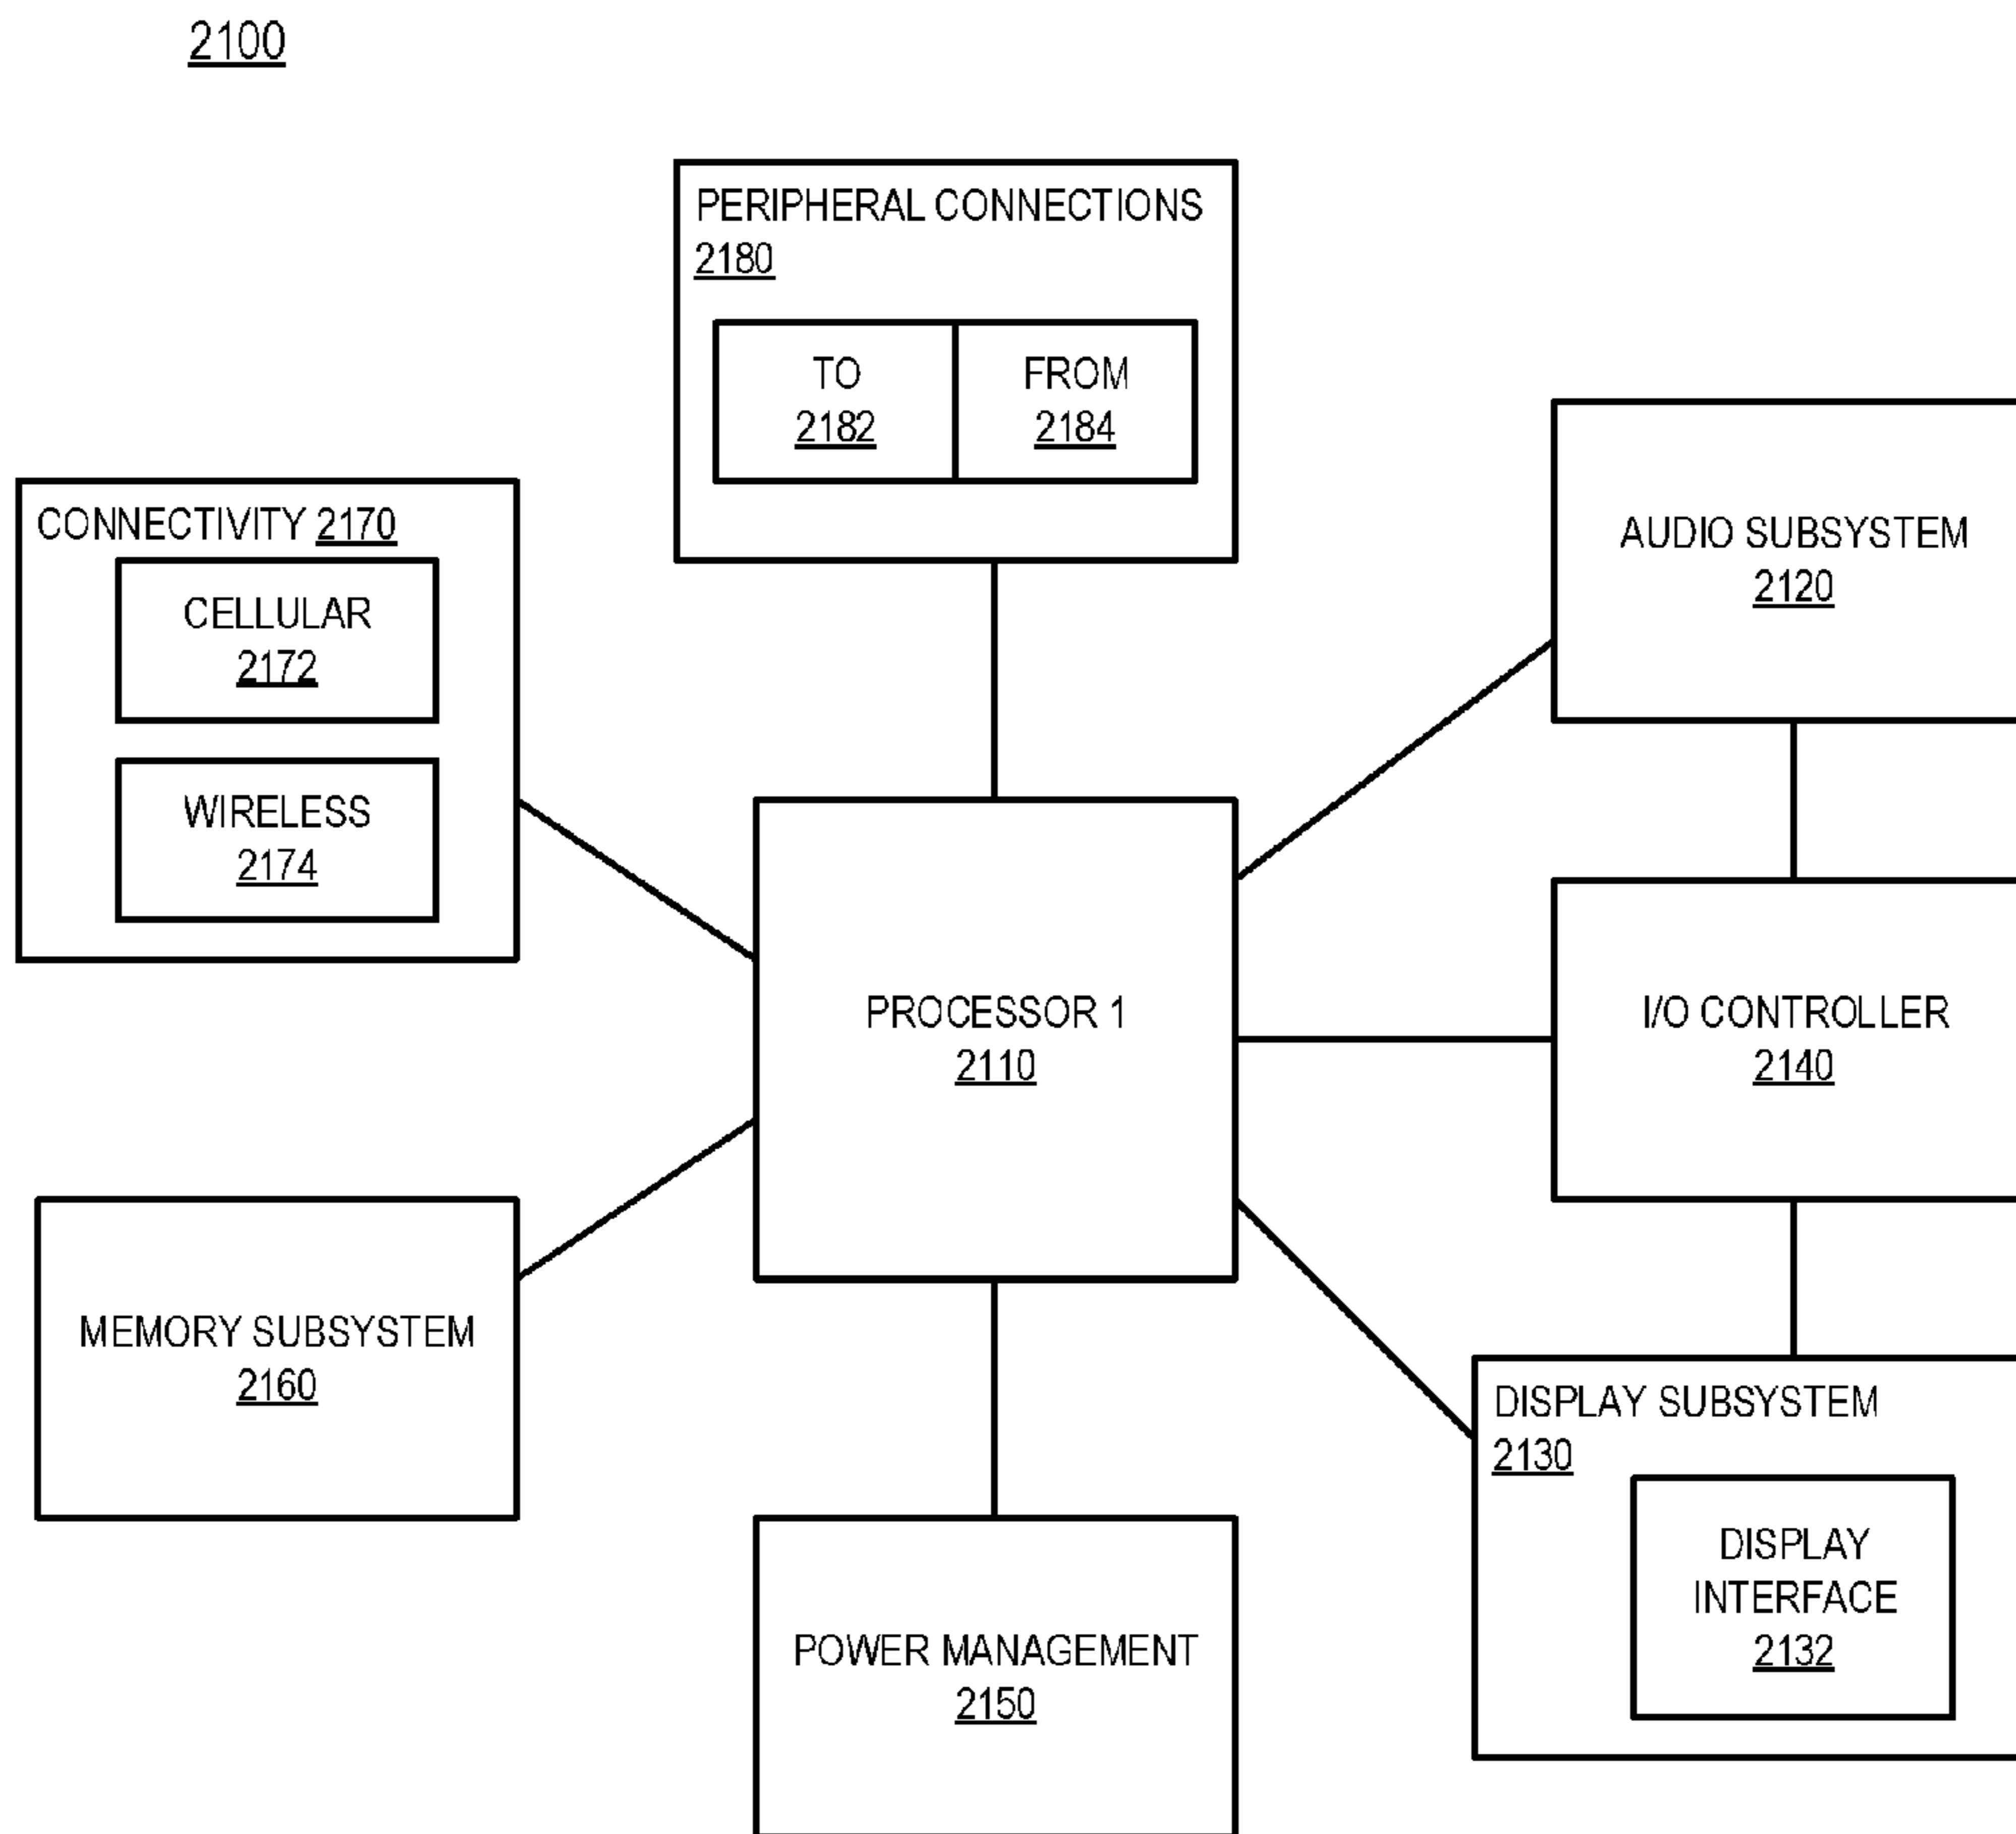 2100
PERIPHERAL CONNECTIONS
2180
TO
2182
FROM
2184
CONNECTIVITY 2170
CELLULAR
2172
WIRELESS
2174
AUDIO SUBSYSTEM
2120
PROCESSOR 1
2110
I/O CONTROLLER
2140
MEMORY SUBSYSTEM
2160
DISPLAY SUBSYSTEM
2130
DISPLAY
INTERFACE
2132
POWER MANAGEMENT
2150